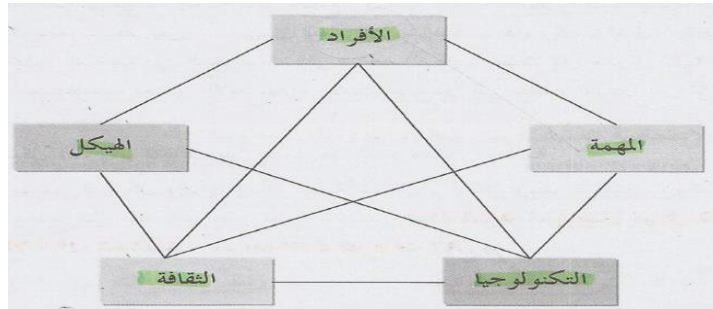 الأفراد
المهمة
الهيكل
التكنولوجيا
الثقافة